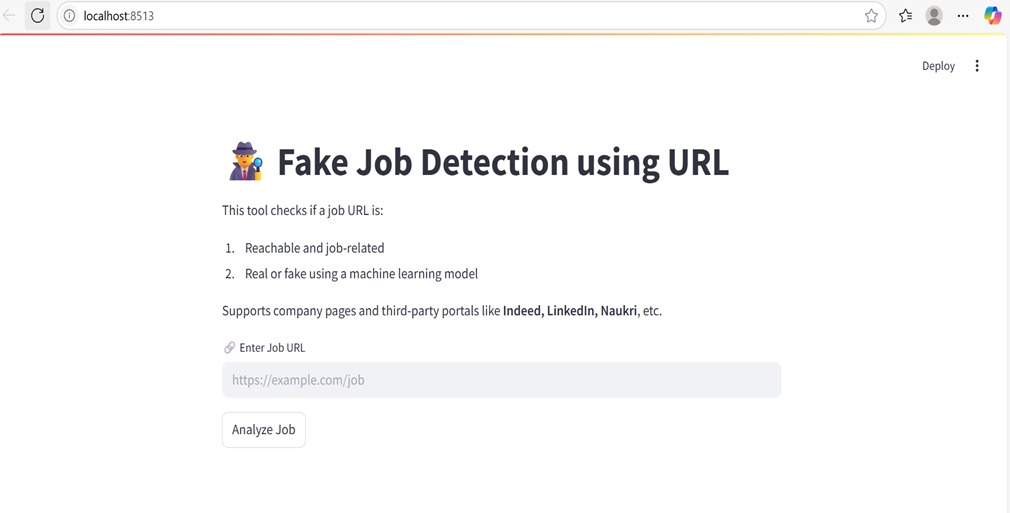 localhost:8513
Deploy
Fake Job Detection using URL
This tool checks if a job URL is:
1. Reachable and job-related
2. Real or fake using a machine learning model
Supports company pages and third-party portals like Indeed, LinkedIn, Naukri, etc.
Enter Job URL
https://example.com/job
Analyze Job